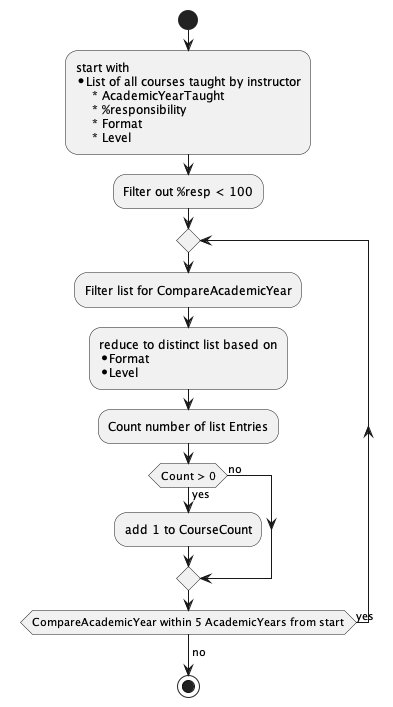 start with
•List of all courses taught by instructor
* AcademicYearTaught
* %responsibility
* Format
* Level
Filter out %resp < 100
Filter list for CompareAcademicYear
reduce to distinct list based on
•Format
•Level
Count number of list Entries
Count > 0
no
yes
add 1 to CourseCount
CompareAcademicYear within 5 AcademicYears from start
yes
no